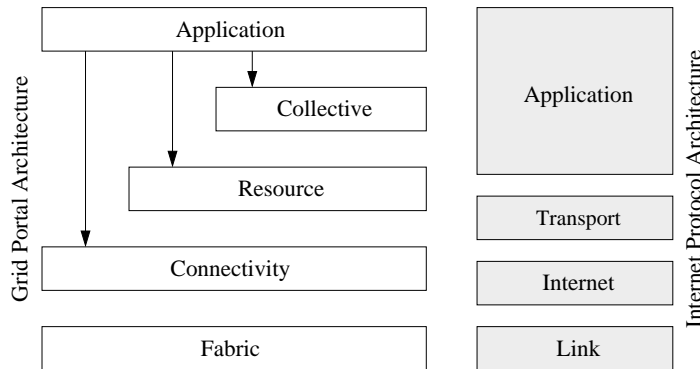 Grid Portal Architecture
Application
Collective
Resource
Connectivity
Fabric
Application
Transport
Internet
Link
Internet Protocol Architecture